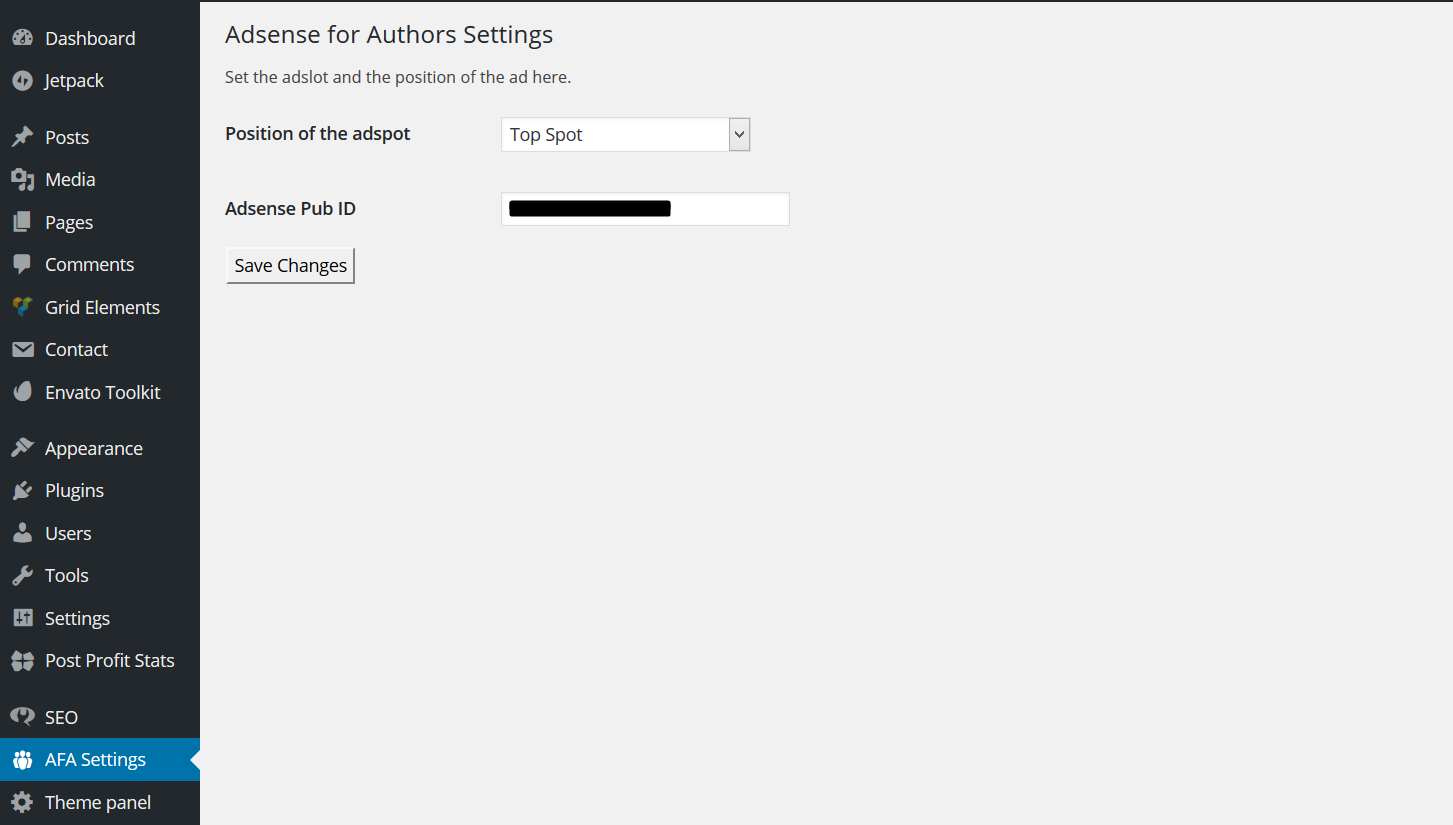 Dashboard
Jetpack
Posts
Media
Pages
Comments
Grid Elements
Contact
Envato Toolkit
Appearance
Plugins
Users
Tools
Settings
Post Profit Stats
SEO
AFA Settings
Theme panel
Adsense for Authors Settings
Set the adslot and the position of the ad here.
Position of the adspot
Top Spot
Adsense Pub ID
Save Changes